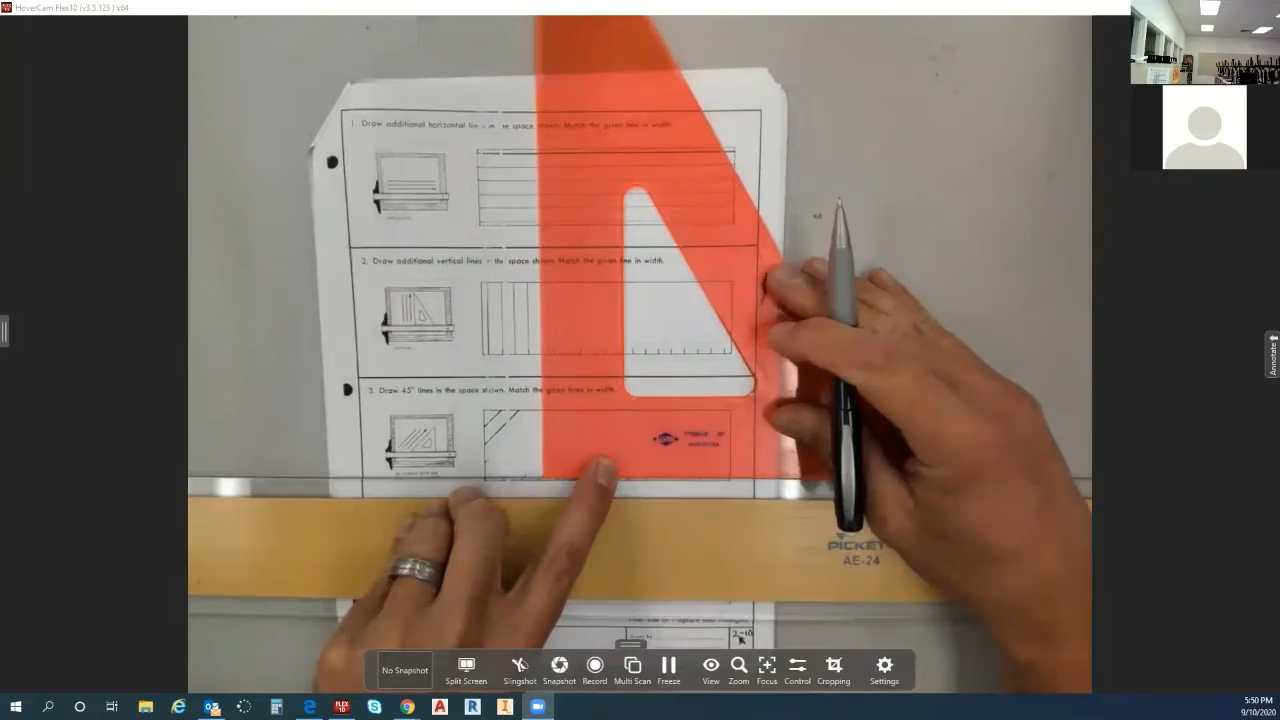 HoverCam Flex10 (v3.5.123) x64
1. Draw additional horizontal lines in the space shown. Match the given line in width.
2. Draw additional vertical lines in the space shown. Match the given line in width.
3. Draw 45° lines in the space shown. Match the given lines in width.
PICKETT
AE-24
No Snapshot
Split Screen
Slingshot
Snapshot
Record
Multi Scan
Freeze
View
Zoom
Focus
Control
Cropping
Settings
Annotate
5:50 PM
9/10/2020